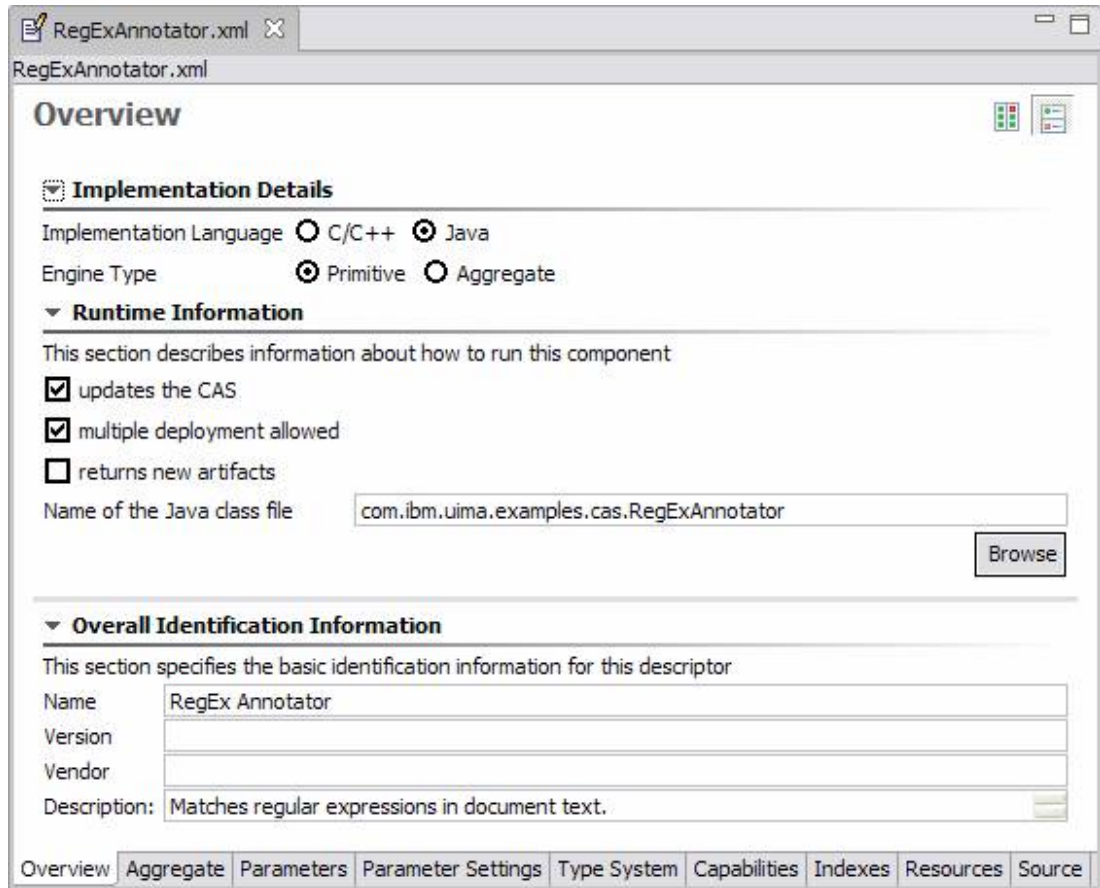 RegExAnnotator.xml
RegExAnnotator.xml
Overview
Implementation Details
Implementation Language C/C++ Java
Engine Type Primitive Aggregate
Runtime Information
This section describes information about how to run this component
updates the CAS
multiple deployment allowed
returns new artifacts
Name of the Java class file com.ibm.uima.examples.cas.RegExAnnotator
Browse
Overall Identification Information
This section specifies the basic identification information for this descriptor
Name RegEx Annotator
Version
Vendor
Description: Matches regular expressions in document text.
Overview Aggregate Parameters Parameter Settings Type System Capabilities Indexes Resources Source